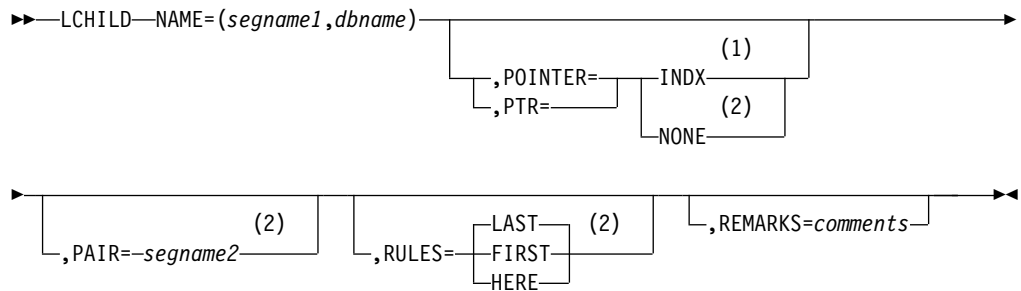 LCHILD NAME=(segname1,dbname)
(1)
,POINTER= INDX
,PTR= (2)
NONE
(2) LAST (2) ,REMARKS=comments
,PAIR= segname2 ,RULES= FIRST
HERE